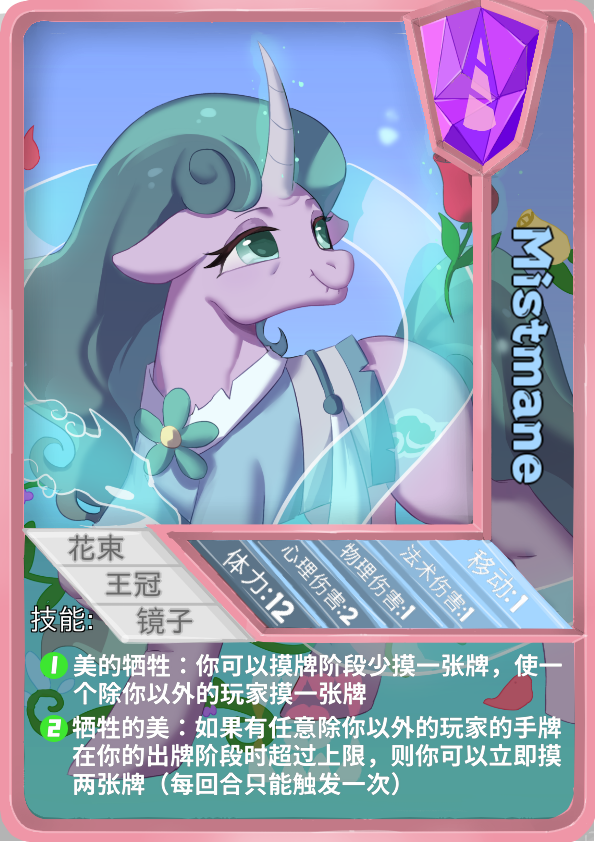 Mistmane
花束
王冠
镜子
技能:
体力:12
心理伤害:2
物理伤害:1
法术伤害:1
移动:1
1 美的牺牲：你可以摸牌阶段少摸一张牌，使一
个除你以外的玩家摸一张牌
2 牺牲的美：如果有任意除你以外的玩家的手牌
在你的出牌阶段时超过上限，则你可以立即摸
两张牌（每回合只能触发一次）